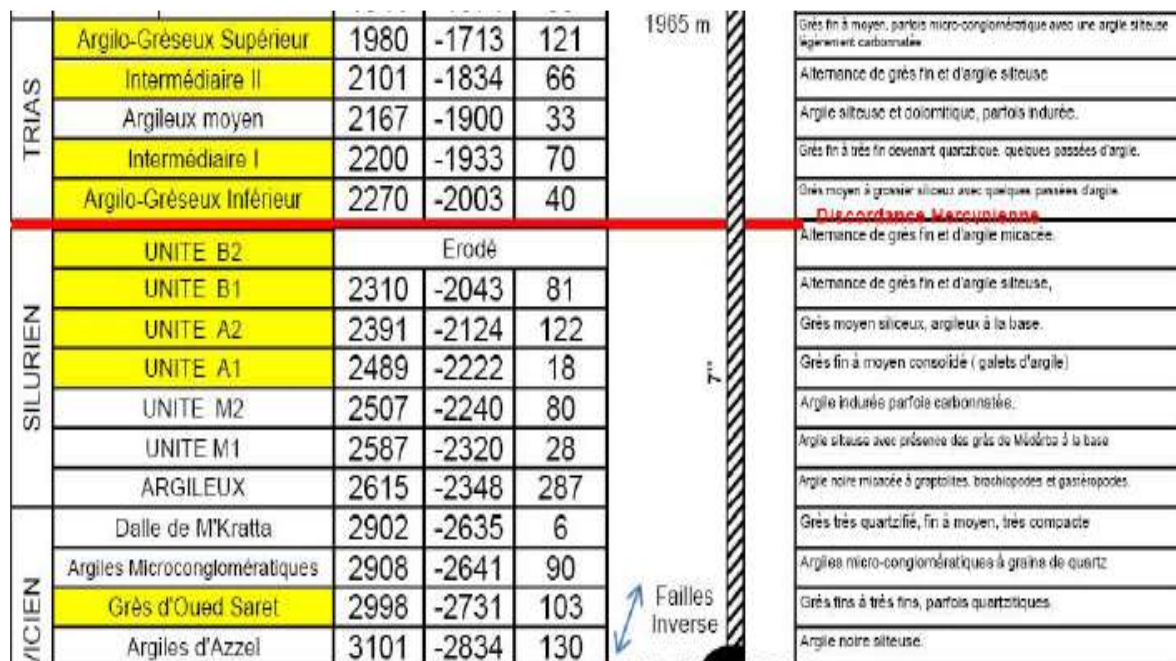 1965 m
Grès fin à moyen, parfois micro-conglomératique avec une argile silteuse
légèrement carbonnatée
TRIAS
Argilo-Grèseux Supérieur 1980 -1713 121
Intermédiaire II 2101 -1834 66 Alternance de grès fin et d'argile silteuse
Argileux moyen 2167 -1900 33 Argile silteuse et dolomitique, parfois indurée.
Intermédiaire I 2200 -1933 70 Grès fin à très fin devenant quartzitique, quelques passées d'argile.
Argilo-Grèseux Inférieur 2270 -2003 40 Grès moyen à grossier siliceux avec quelques passées d'argile
Discordance Hercynienne
SILURIEN
UNITE B2 Erodé Alternance de grès fin et d'argile micacée.
UNITE B1 2310 -2043 81 Alternance de grès fin et d'argile silteuse,
UNITE A2 2391 -2124 122 Grès moyen siliceux, argileux à la base.
UNITE A1 2489 -2222 18 Grès fin à moyen consolidé ( galets d'argile)
7"
UNITE M2 2507 -2240 80 Argile indurée parfois carbonnatée.
UNITE M1 2587 -2320 28 Argile silteuse avec présence des grès de Médérba à la base
ARGILEUX 2615 -2348 287 Argile noire micacée à graptolites, brachiopodes et gastéropodes.
VICIEN
Dalle de M'Kratta 2902 -2635 6 Grès très quartzifié, fin à moyen, très compacte
Argiles Microconglomératiques 2908 -2641 90 Argiles micro-conglomératiques à grains de quartz
Grès d'Oued Saret 2998 -2731 103 Grès fins à très fins, parfois quartzitiques.
Failles
Inverse
Argiles d'Azzel 3101 -2834 130 Argile noire silteuse.